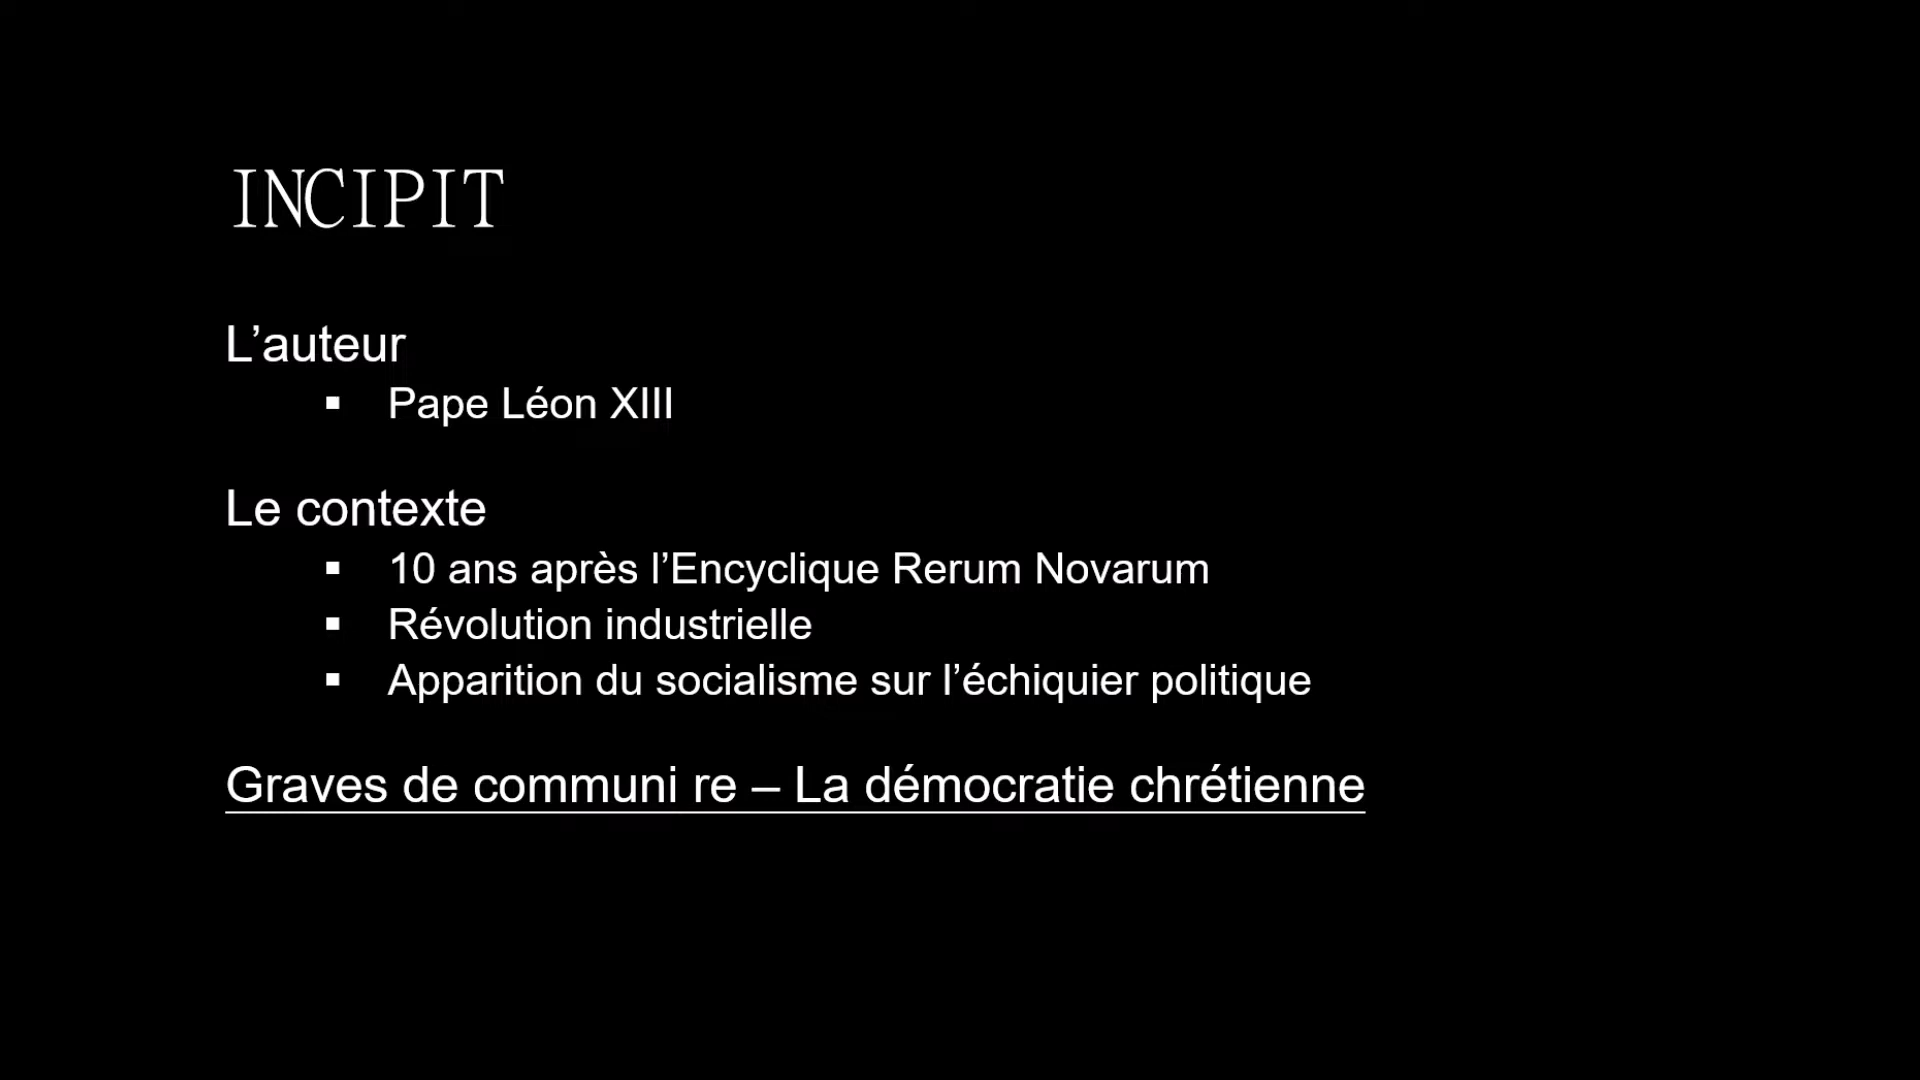 INCIPIT
L’auteur
▪ Pape Léon XIII
Le contexte
▪ 10 ans après l’Encyclique Rerum Novarum
▪ Révolution industrielle
▪ Apparition du socialisme sur l’échiquier politique
Graves de communi re – La démocratie chrétienne